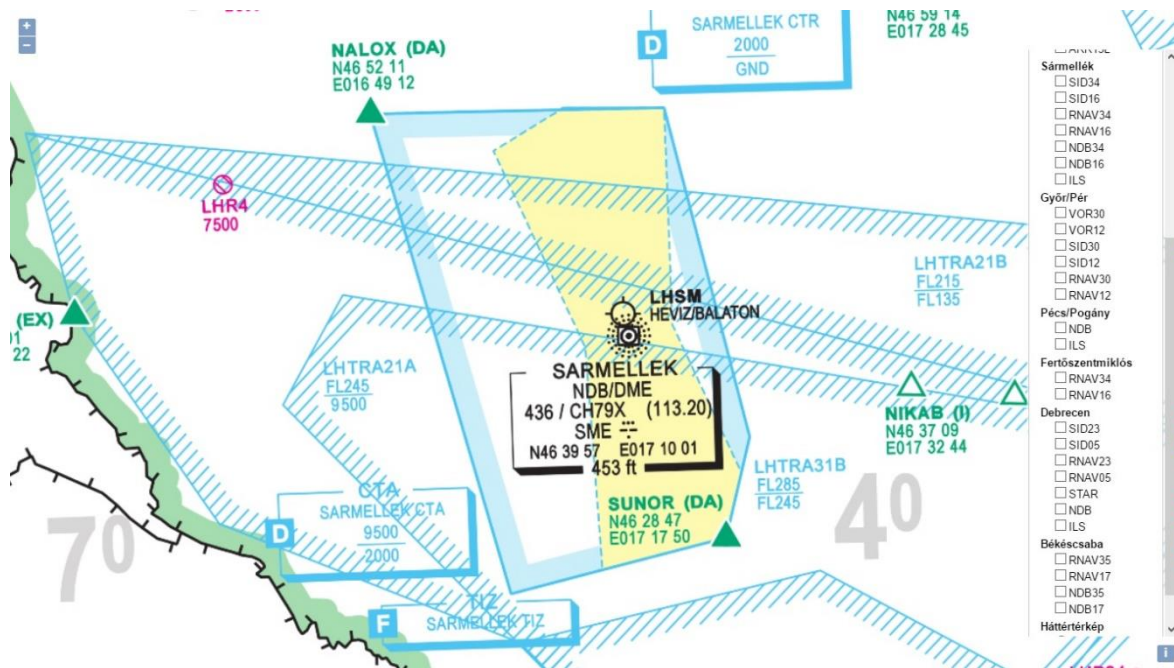 +
−
NALOX (DA)
N46 52 11
E016 49 12
D
SARMELLEK CTR
2000
GND
N46 59 14
E017 28 45
LHR4
7500
(EX)
22
LHTRA21A
FL245
9500
LHSM
HEVIZ/BALATON
SARMELLEK
NDB/DME
436 / CH79X (113.20)
SME
N46 39 57 E017 10 01
453 ft
LHTRA21B
FL215
FL135
NIKAB (I)
N46 37 09
E017 32 44
LHTRA31B
FL285
FL245
SUNOR (DA)
N46 28 47
E017 17 50
70
40
D
CTA
SARMELLEK CTA
9500
2000
F
TIZ
SARMELLEK TIZ
Sármellék
SID34
SID16
RNAV34
RNAV16
NDB34
NDB16
ILS
Győr/Pér
VOR30
VOR12
SID30
SID12
RNAV30
RNAV12
Pécs/Pogány
NDB
ILS
Fertőszentmiklós
RNAV34
RNAV16
Debrecen
SID23
SID05
RNAV23
RNAV05
STAR
NDB
ILS
Békéscsaba
RNAV35
RNAV17
NDB35
NDB17
Háttértérkép
i